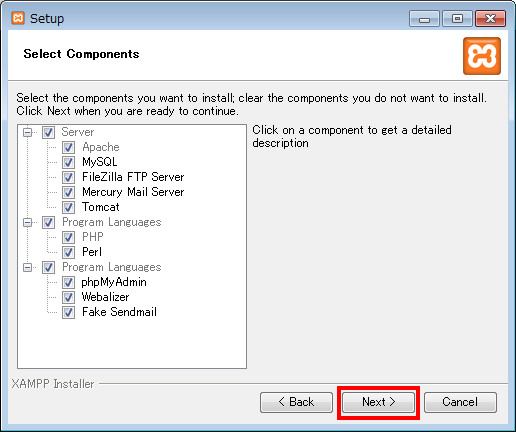 Setup
Select Components
Select the components you want to install; clear the components you do not want to install.
Click Next when you are ready to continue.
Server
Apache
MySQL
FileZilla FTP Server
Mercury Mail Server
Tomcat
Program Languages
PHP
Perl
Program Languages
phpMyAdmin
Webalizer
Fake Sendmail
Click on a component to get a detailed
description
XAMPP Installer
< Back
Next >
Cancel